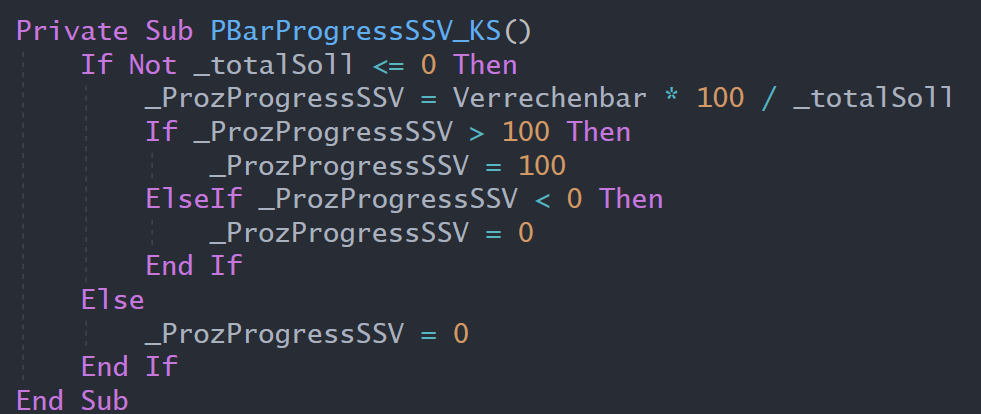 Private Sub PBarProgressSSV_KS()
    If Not _totalSoll <= 0 Then
        _ProzProgressSSV = Verrechenbar * 100 / _totalSoll
        If _ProzProgressSSV > 100 Then
            _ProzProgressSSV = 100
        ElseIf _ProzProgressSSV < 0 Then
            _ProzProgressSSV = 0
        End If
    Else
        _ProzProgressSSV = 0
    End If
End Sub